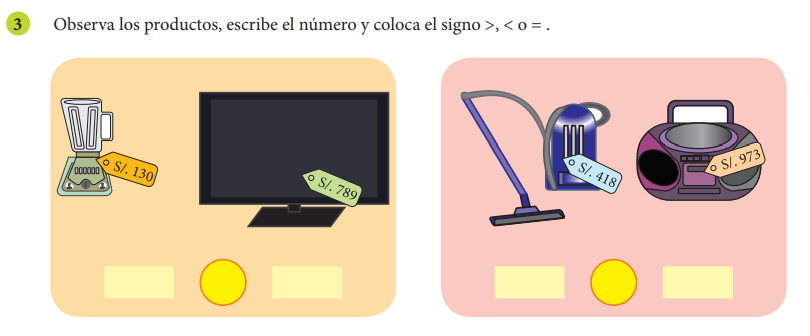 3 Observa los productos, escribe el número y coloca el signo >, < o = .
S/. 130
S/. 789
S/. 418
S/. 973